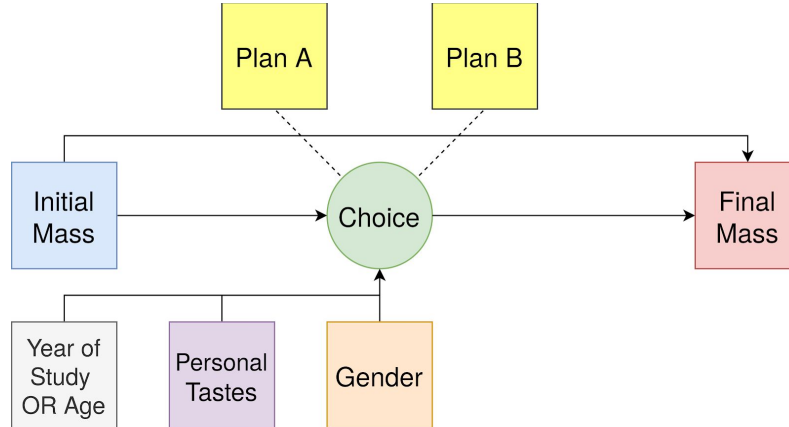 Plan A
Plan B
Initial
Mass
Choice
Final
Mass
Year of
Study
OR Age
Personal
Tastes
Gender